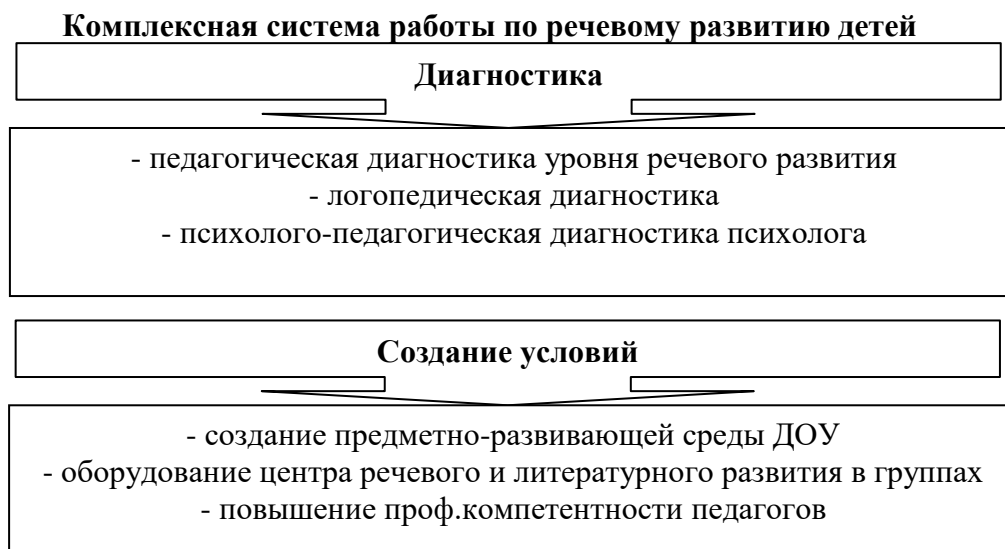 Комплексная система работы по речевому развитию детей
Диагностика
- педагогическая диагностика уровня речевого развития
- логопедическая диагностика
- психолого-педагогическая диагностика психолога
Создание условий
- создание предметно-развивающей среды ДОУ
- оборудование центра речевого и литературного развития в группах
- повышение проф.компетентности педагогов